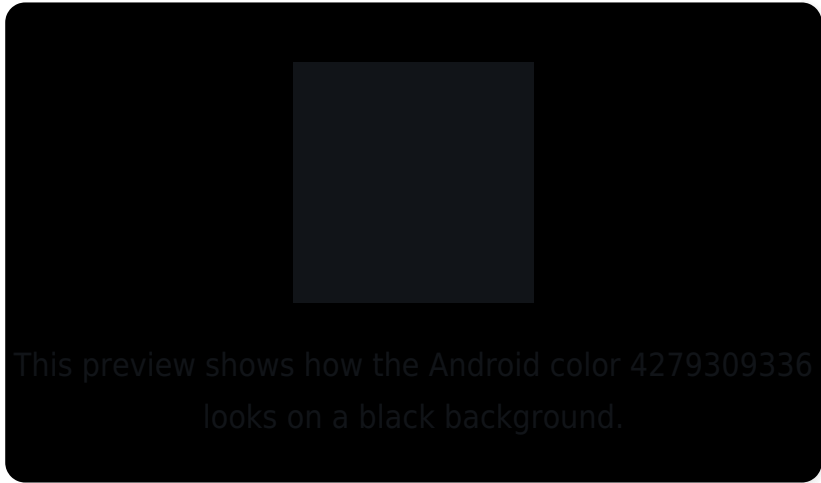 This preview shows how the Android color 4279309336
looks on a black background.